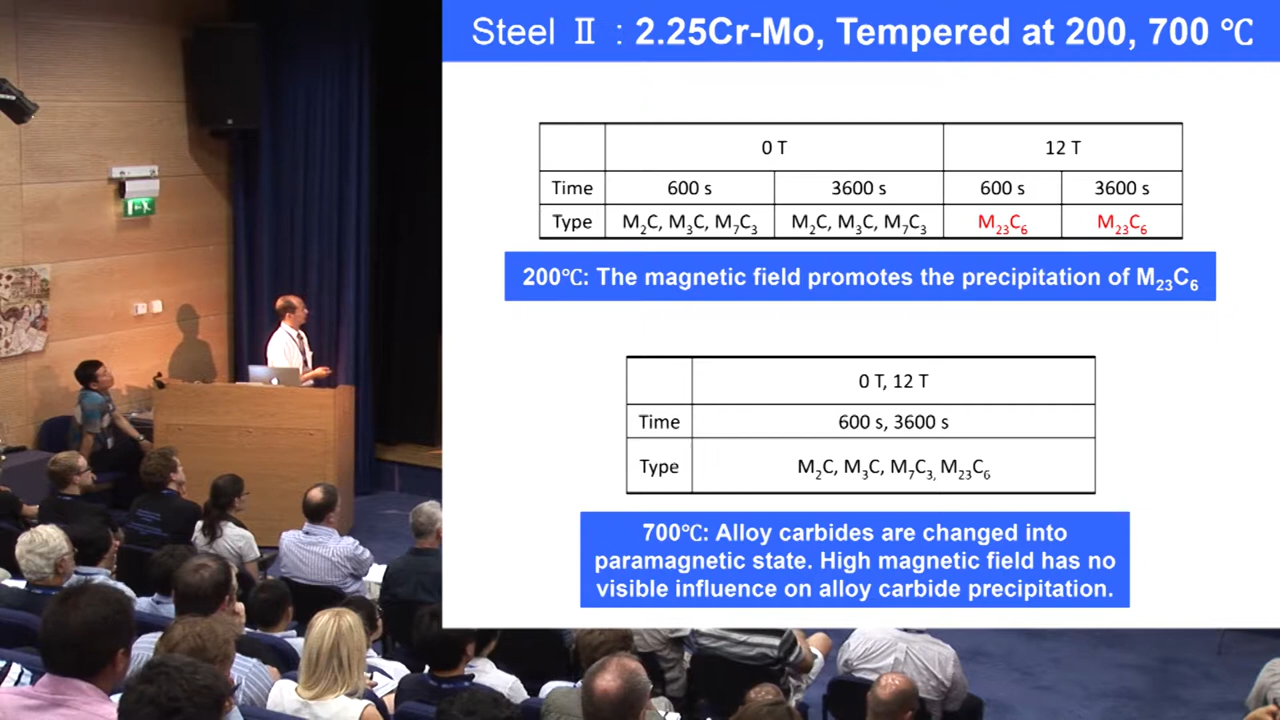 Steel Ⅱ : 2.25Cr-Mo, Tempered at 200, 700 ℃
0 T 12 T
Time 600 s 3600 s 600 s 3600 s
Type M₂C, M₃C, M₇C₃ M₂C, M₃C, M₇C₃ M₂₃C₆ M₂₃C₆
200℃: The magnetic field promotes the precipitation of M₂₃C₆
0 T, 12 T
Time 600 s, 3600 s
Type M₂C, M₃C, M₇C₃, M₂₃C₆
700℃: Alloy carbides are changed into
paramagnetic state. High magnetic field has no
visible influence on alloy carbide precipitation.